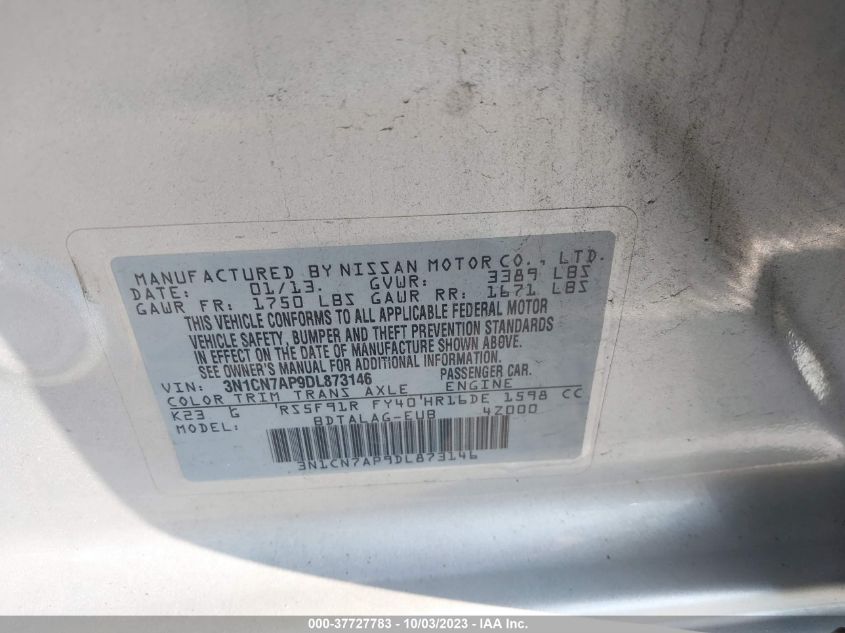 MANUFACTURED BY NISSAN MOTOR CO., LTD.
DATE: 01/13. GVWR: 3389 LBS
GAWR FR: 1750 LBS GAWR RR: 1671 LBS
THIS VEHICLE CONFORMS TO ALL APPLICABLE FEDERAL MOTOR
VEHICLE SAFETY, BUMPER AND THEFT PREVENTION STANDARDS
IN EFFECT ON THE DATE OF MANUFACTURE SHOWN ABOVE.
SEE OWNER'S MANUAL FOR ADDITIONAL INFORMATION.
VIN: 3N1CN7AP9DL873146 PASSENGER CAR.
COLOR TRIM TRANS AXLE ENGINE
K23 G RS5F91R FY40 HR16DE 1598 CC
MODEL: BDTALAG-EUB 4Z000
3N1CN7AP9DL873146
000-37727783 - 10/03/2023 - IAA Inc.